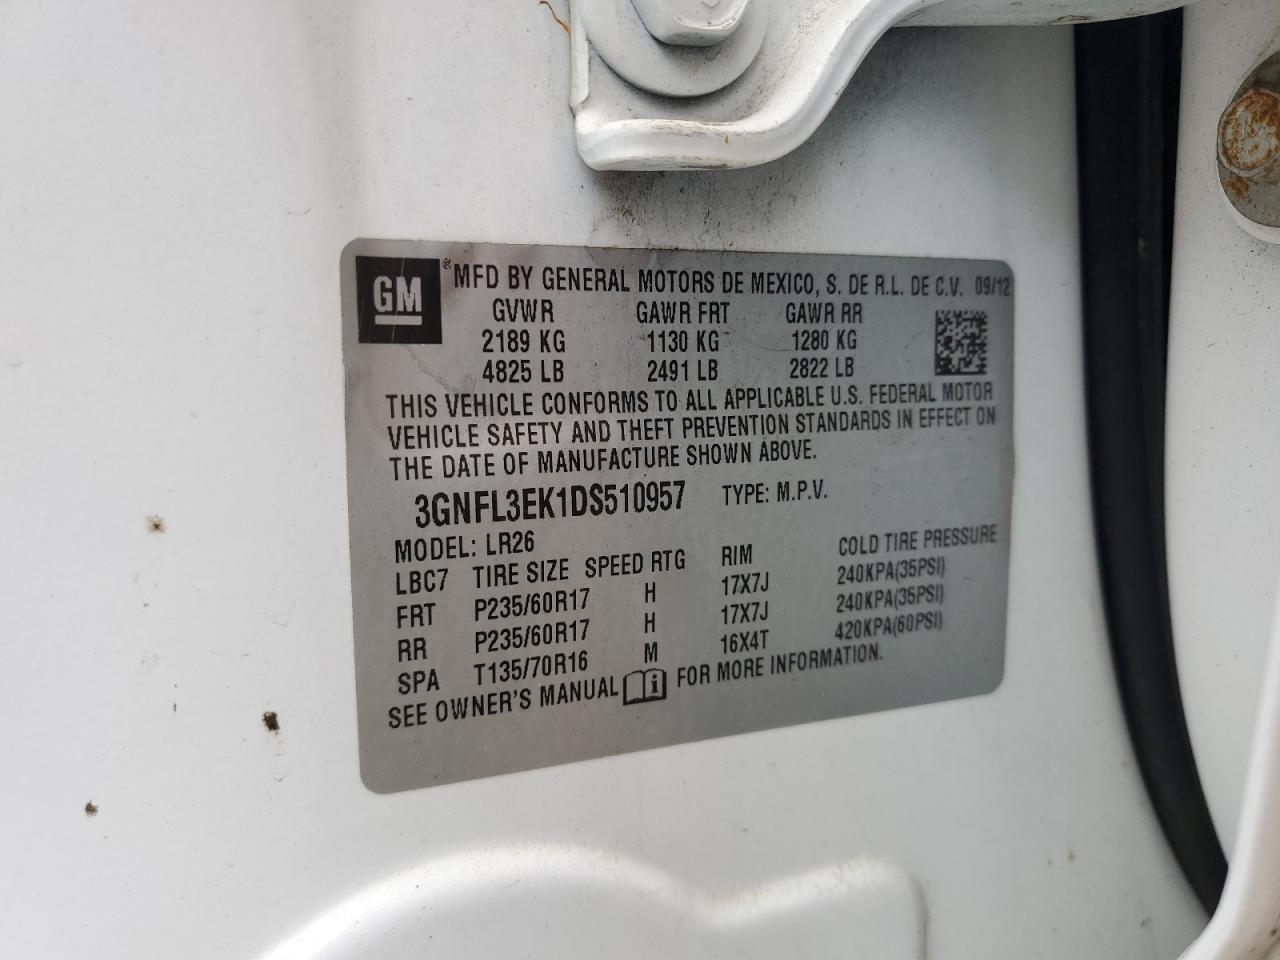 GM® MFD BY GENERAL MOTORS DE MEXICO, S. DE R.L. DE C.V. 09/12
GVWR GAWR FRT GAWR RR
2189 KG 1130 KG 1280 KG
4825 LB 2491 LB 2822 LB
THIS VEHICLE CONFORMS TO ALL APPLICABLE U.S. FEDERAL MOTOR
VEHICLE SAFETY AND THEFT PREVENTION STANDARDS IN EFFECT ON
THE DATE OF MANUFACTURE SHOWN ABOVE.
3GNFL3EK1DS510957 TYPE: M.P.V.
MODEL: LR26
LBC7 TIRE SIZE SPEED RTG RIM COLD TIRE PRESSURE
FRT P235/60R17 H 17X7J 240KPA(35PSI)
RR P235/60R17 H 17X7J 240KPA(35PSI)
SPA T135/70R16 M 16X4T 420KPA(60PSI)
SEE OWNER'S MANUAL FOR MORE INFORMATION.